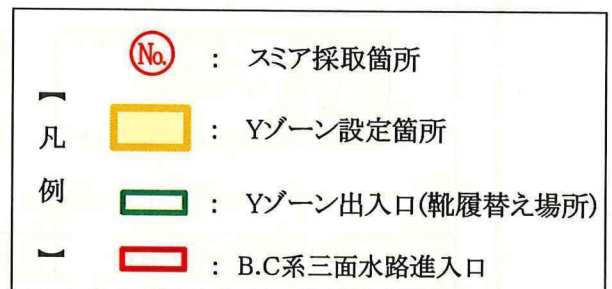 【凡例】
No. : スミア採取箇所
: Yゾーン設定箇所
: Yゾーン出入口(靴履替え場所)
: B.C系三面水路進入口